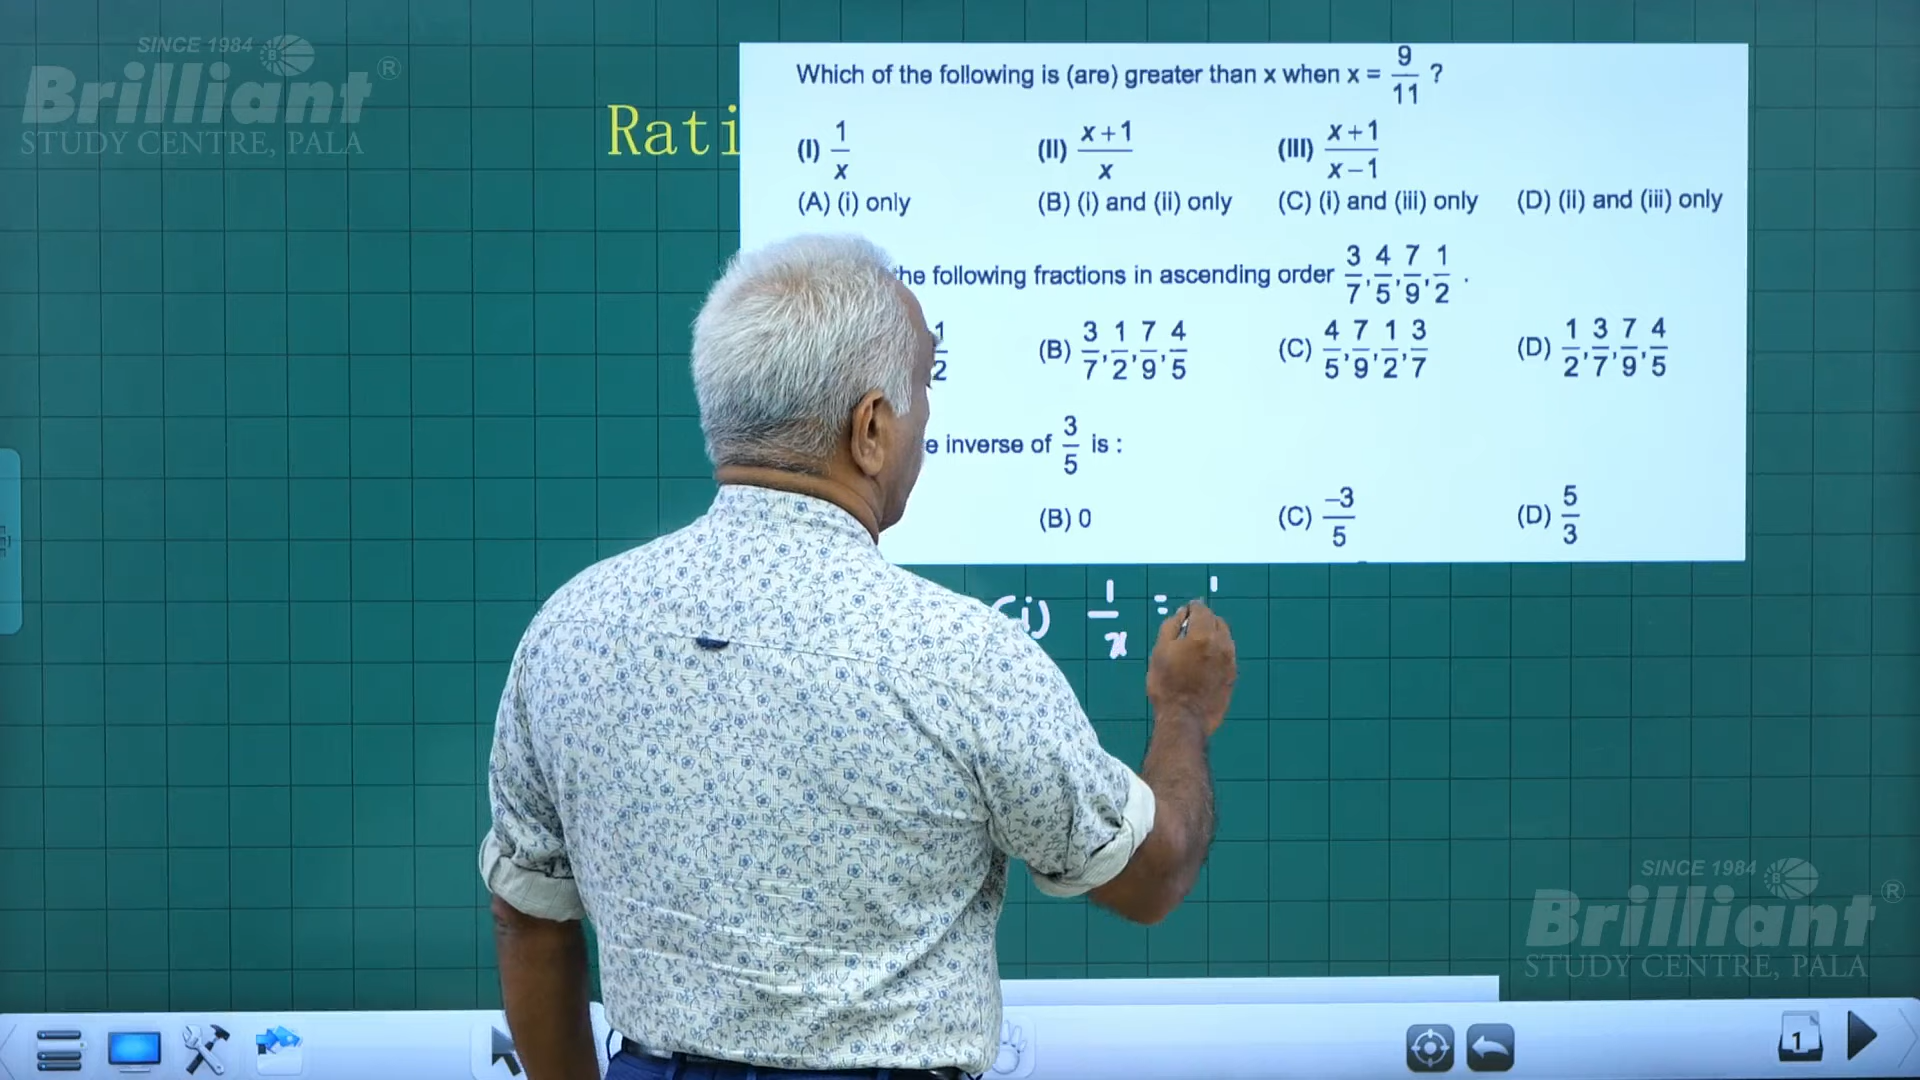 SINCE 1984
Brilliant ®
STUDY CENTRE, PALA
Rati
Which of the following is (are) greater than x when x = 9/11 ?
(I) 1/x (II) x+1/x (III) x+1/x−1
(A) (i) only (B) (i) and (ii) only (C) (i) and (iii) only (D) (ii) and (iii) only
the following fractions in ascending order 3/7, 4/5, 7/9, 1/2 .
1/2 (B) 3/7, 1/2, 7/9, 4/5 (C) 4/5, 7/9, 1/2, 3/7 (D) 1/2, 3/7, 7/9, 4/5
inverse of 3/5 is :
(B) 0 (C) −3/5 (D) 5/3
(i) 1/x = 1
SINCE 1984
Brilliant ®
STUDY CENTRE, PALA
1